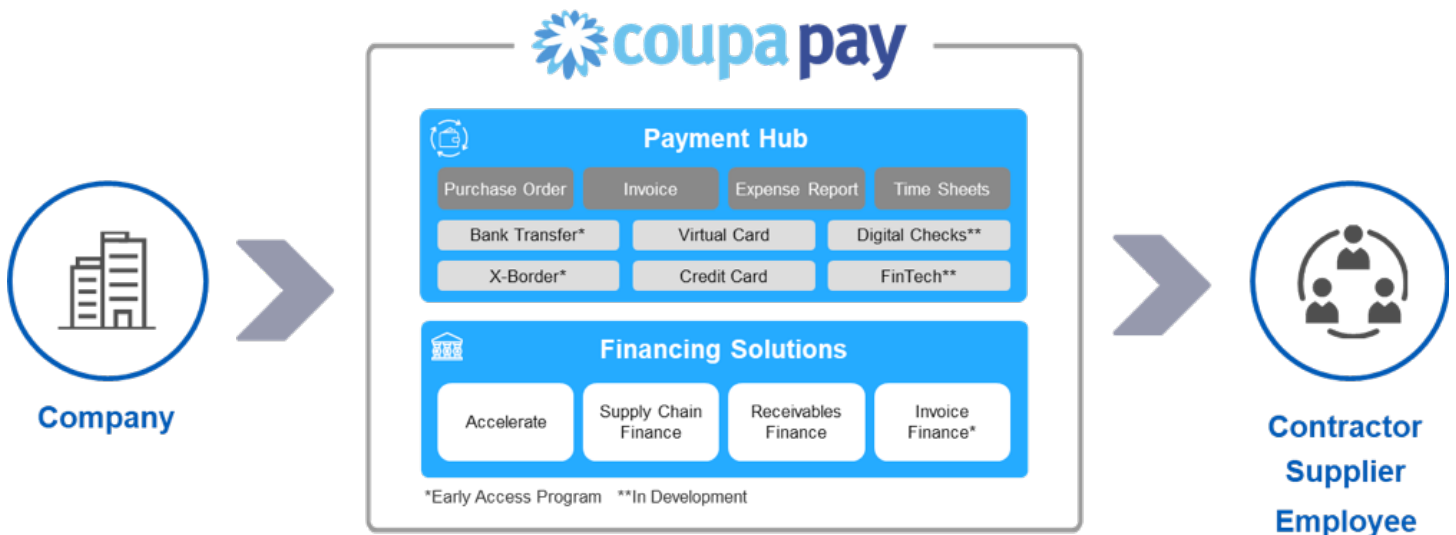 coupa pay
Payment Hub
Purchase Order
Invoice
Expense Report
Time Sheets
Bank Transfer*
Virtual Card
Digital Checks**
X-Border*
Credit Card
FinTech**
Financing Solutions
Accelerate
Supply Chain
Finance
Receivables
Finance
Invoice
Finance*
*Early Access Program **In Development
Company
Contractor
Supplier
Employee